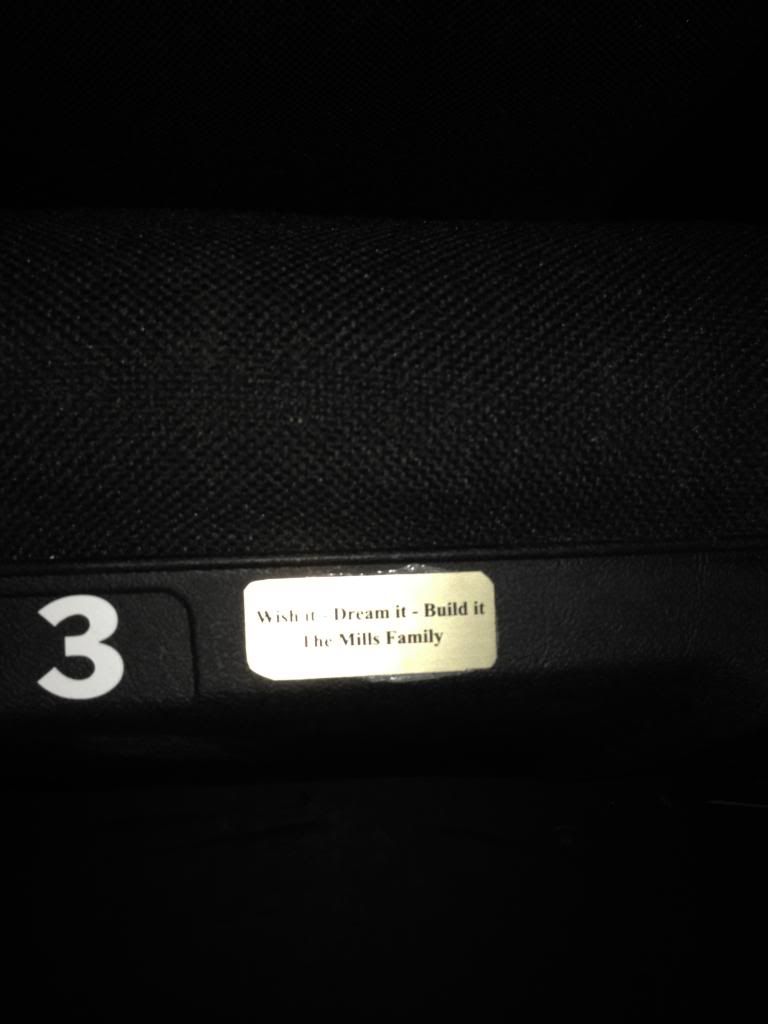 3
Wish it - Dream it - Build it
The Mills Family